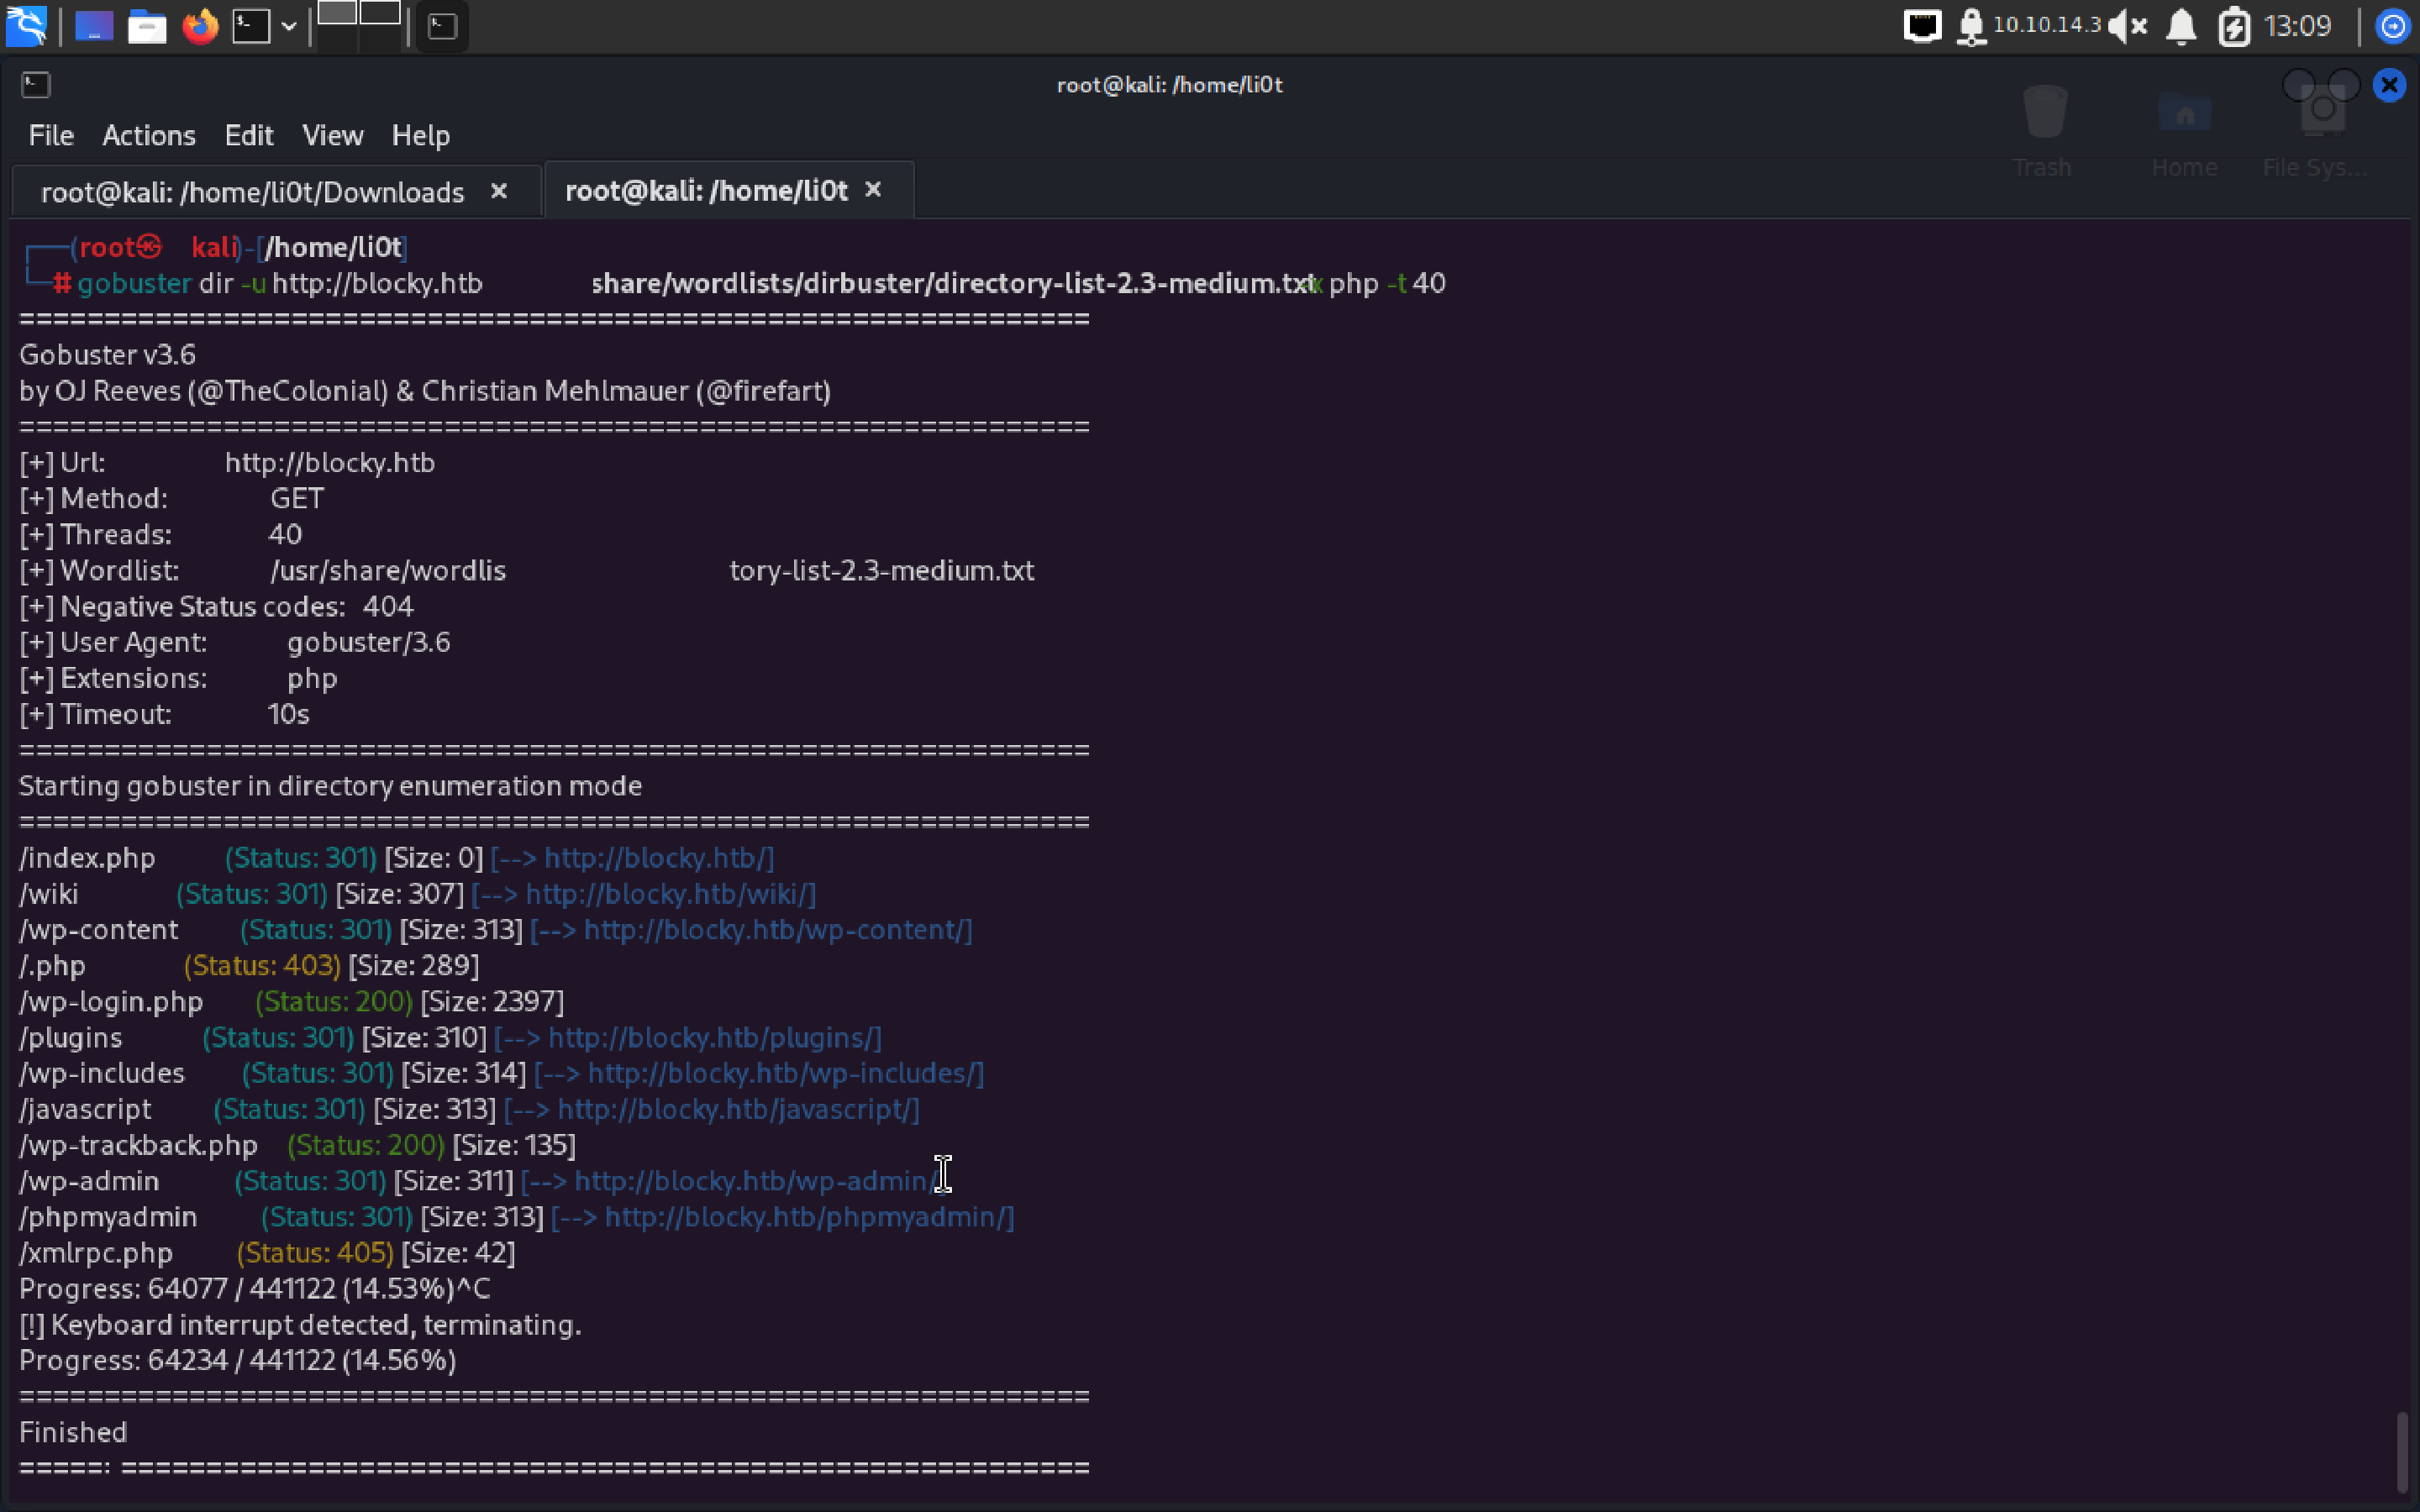 10.10.14.3 13:09
root@kali: /home/li0t
Trash Home File Sys...
File Actions Edit View Help
root@kali: /home/li0t/Downloads × root@kali: /home/li0t ×
(root㉿ kali)-[/home/li0t]
# gobuster dir -u http://blocky.htb share/wordlists/dirbuster/directory-list-2.3-medium.txt -x php -t 40
===============================================================
Gobuster v3.6
by OJ Reeves (@TheColonial) & Christian Mehlmauer (@firefart)
===============================================================
[+] Url: http://blocky.htb
[+] Method: GET
[+] Threads: 40
[+] Wordlist: /usr/share/wordlis tory-list-2.3-medium.txt
[+] Negative Status codes: 404
[+] User Agent: gobuster/3.6
[+] Extensions: php
[+] Timeout: 10s
===============================================================
Starting gobuster in directory enumeration mode
===============================================================
/index.php (Status: 301) [Size: 0] [--> http://blocky.htb/]
/wiki (Status: 301) [Size: 307] [--> http://blocky.htb/wiki/]
/wp-content (Status: 301) [Size: 313] [--> http://blocky.htb/wp-content/]
/.php (Status: 403) [Size: 289]
/wp-login.php (Status: 200) [Size: 2397]
/plugins (Status: 301) [Size: 310] [--> http://blocky.htb/plugins/]
/wp-includes (Status: 301) [Size: 314] [--> http://blocky.htb/wp-includes/]
/javascript (Status: 301) [Size: 313] [--> http://blocky.htb/javascript/]
/wp-trackback.php (Status: 200) [Size: 135]
/wp-admin (Status: 301) [Size: 311] [--> http://blocky.htb/wp-admin/]
/phpmyadmin (Status: 301) [Size: 313] [--> http://blocky.htb/phpmyadmin/]
/xmlrpc.php (Status: 405) [Size: 42]
Progress: 64077 / 441122 (14.53%)^C
[!] Keyboard interrupt detected, terminating.
Progress: 64234 / 441122 (14.56%)
===============================================================
Finished
=====: =========================================================